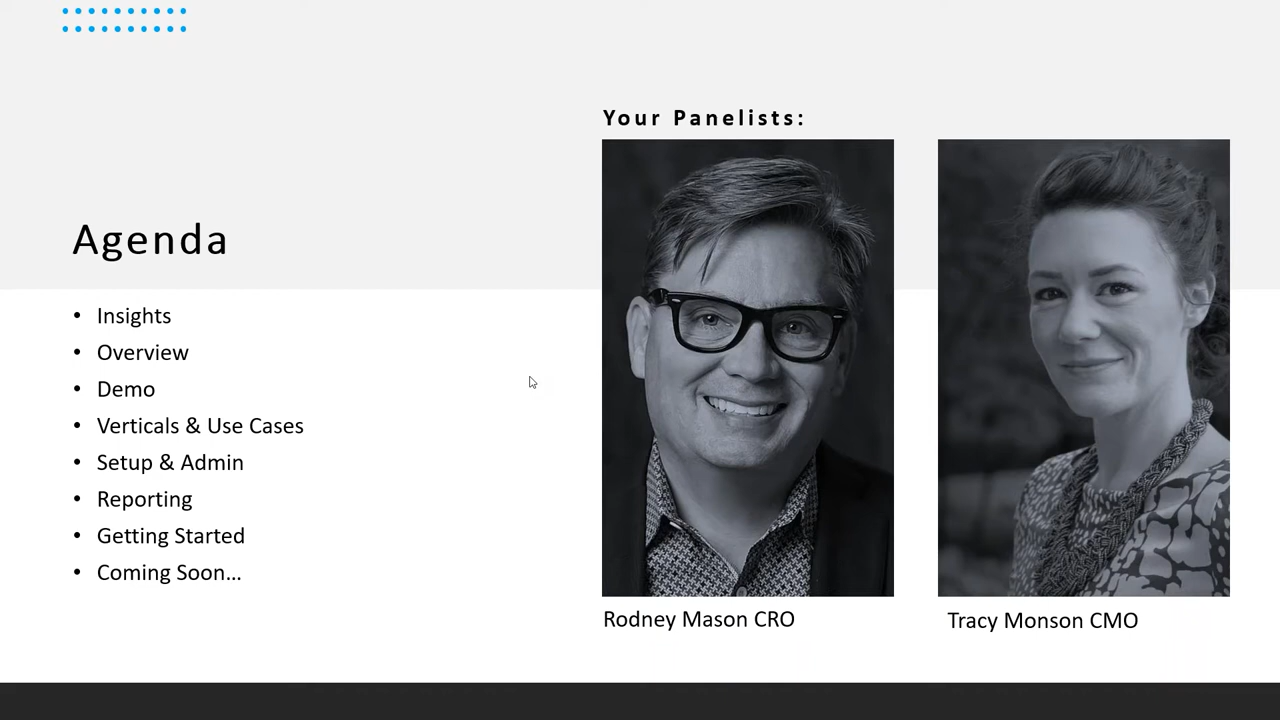 Agenda
• Insights
• Overview
• Demo
• Verticals & Use Cases
• Setup & Admin
• Reporting
• Getting Started
• Coming Soon...
Your Panelists:
Rodney Mason CRO
Tracy Monson CMO